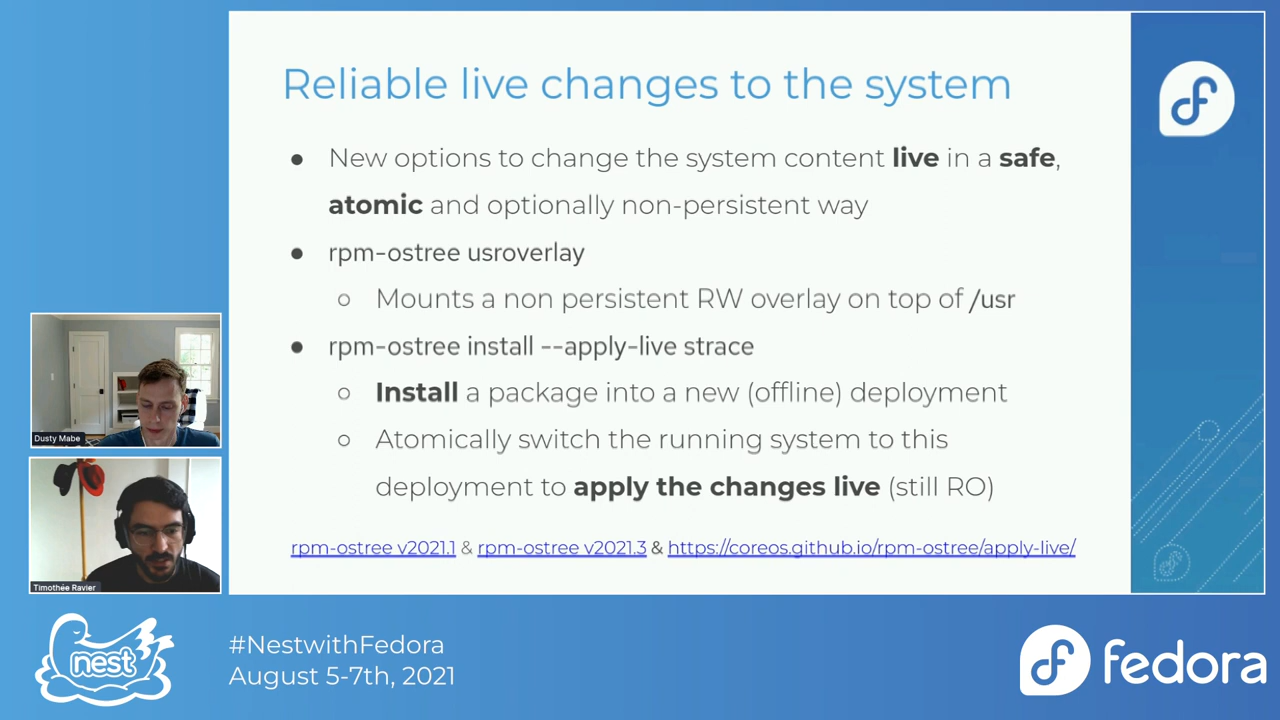 Reliable live changes to the system
● New options to change the system content live in a safe,
atomic and optionally non-persistent way
● rpm-ostree usroverlay
○ Mounts a non persistent RW overlay on top of /usr
● rpm-ostree install --apply-live strace
○ Install a package into a new (offline) deployment
○ Atomically switch the running system to this
deployment to apply the changes live (still RO)
rpm-ostree v2021.1 & rpm-ostree v2021.3 & https://coreos.github.io/rpm-ostree/apply-live/
Dusty Mabe
Timothée Ravier
nest
#NestwithFedora
August 5-7th, 2021
fedora